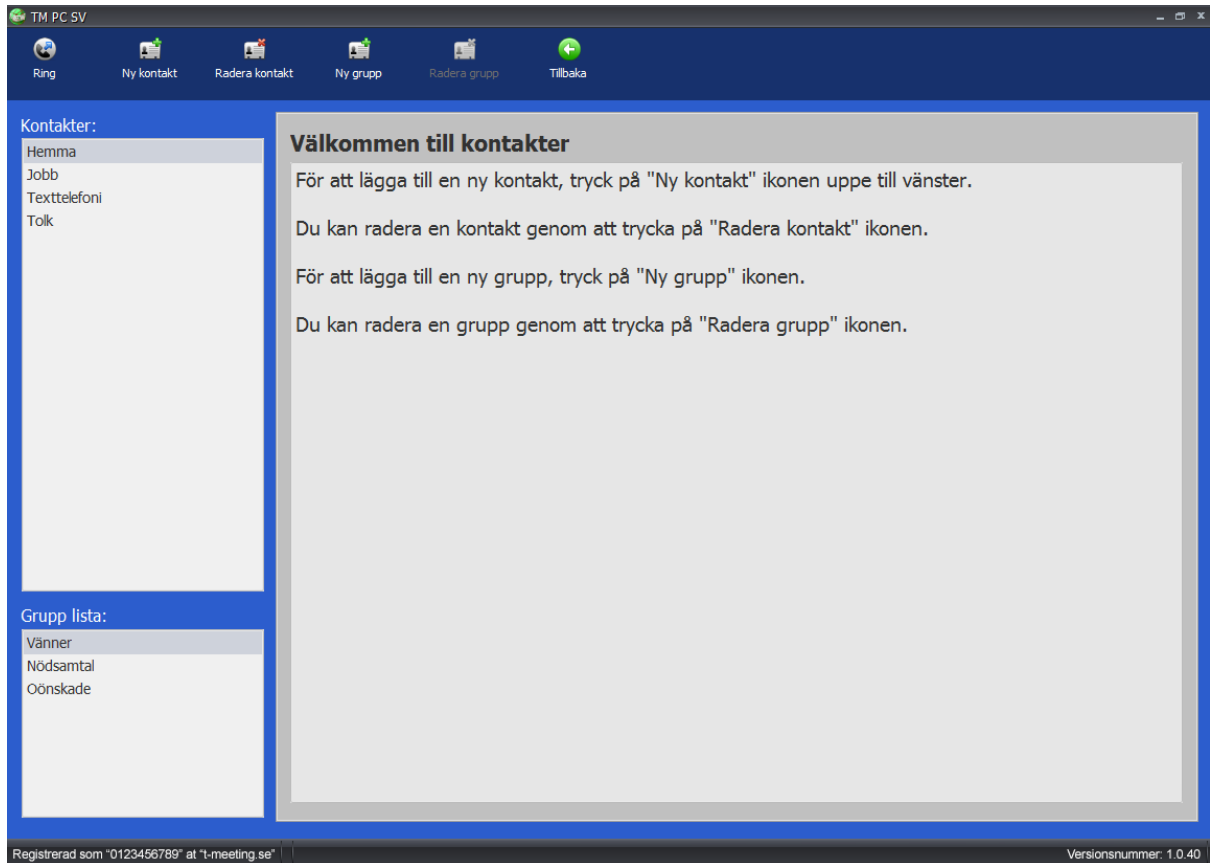 TM PC SV
Ring
Ny kontakt
Radera kontakt
Ny grupp
Radera grupp
Tillbaka
Kontakter:
Hemma
Jobb
Texttelefoni
Tolk
Grupp lista:
Vänner
Nödsamtal
Oönskade
Välkommen till kontakter
För att lägga till en ny kontakt, tryck på "Ny kontakt" ikonen uppe till vänster.
Du kan radera en kontakt genom att trycka på "Radera kontakt" ikonen.
För att lägga till en ny grupp, tryck på "Ny grupp" ikonen.
Du kan radera en grupp genom att trycka på "Radera grupp" ikonen.
Registrerad som "0123456789" at "t-meeting.se"
Versionsnummer: 1.0.40